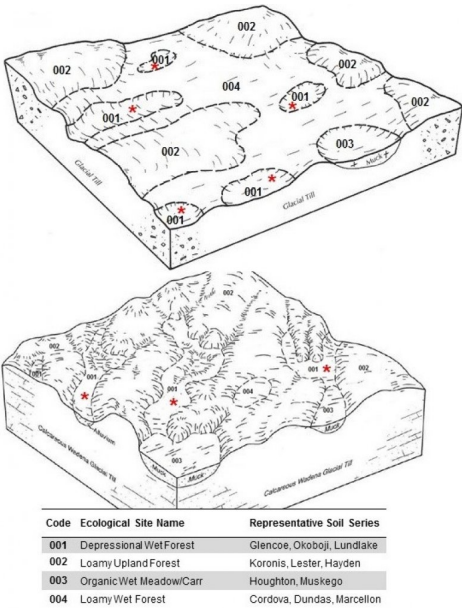 002
001
002
002
004
001
002
001
002
003
Muck
001
001
Glacial Till
Glacial Till
002
002
001
001
001
001
002
004
003
Alluvium
003
Muck
Muck
Muck
Calcareous Wadena Glacial Till
Calcareous Wadena Glacial Till
Code Ecological Site Name Representative Soil Series
001 Depressional Wet Forest Glencoe, Okoboji, Lundlake
002 Loamy Upland Forest Koronis, Lester, Hayden
003 Organic Wet Meadow/Carr Houghton, Muskego
004 Loamy Wet Forest Cordova, Dundas, Marcellon